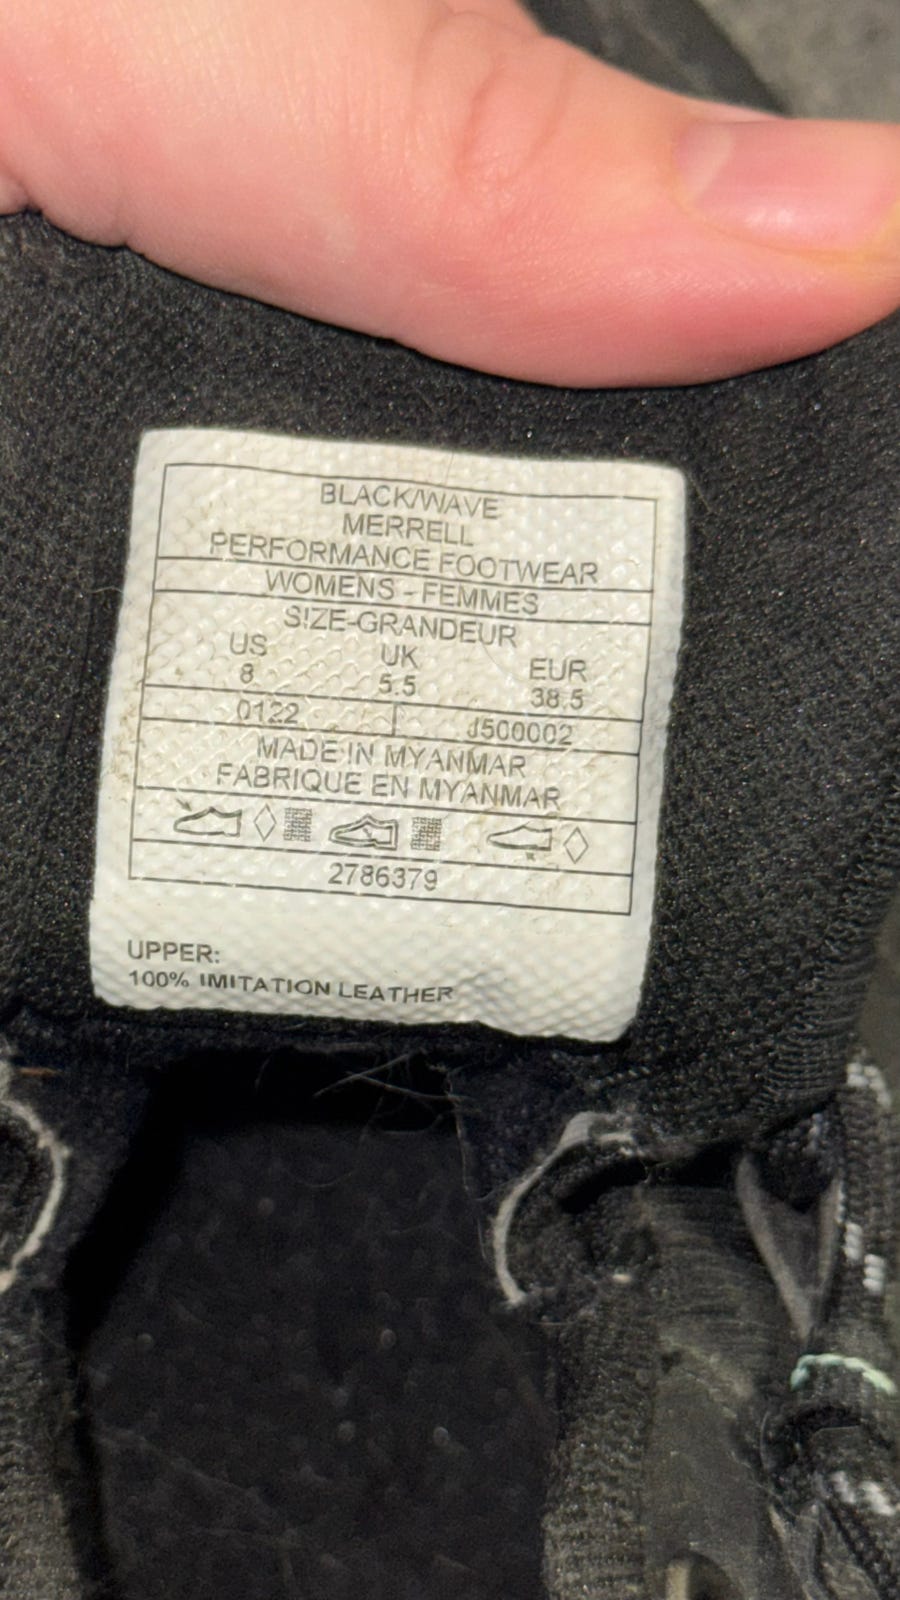 BLACK/WAVE
MERRELL
PERFORMANCE FOOTWEAR
WOMENS - FEMMES
SIZE-GRANDEUR
US UK EUR
8 5.5 38.5
0122 J500002
MADE IN MYANMAR
FABRIQUE EN MYANMAR
2786379
UPPER:
100% IMITATION LEATHER